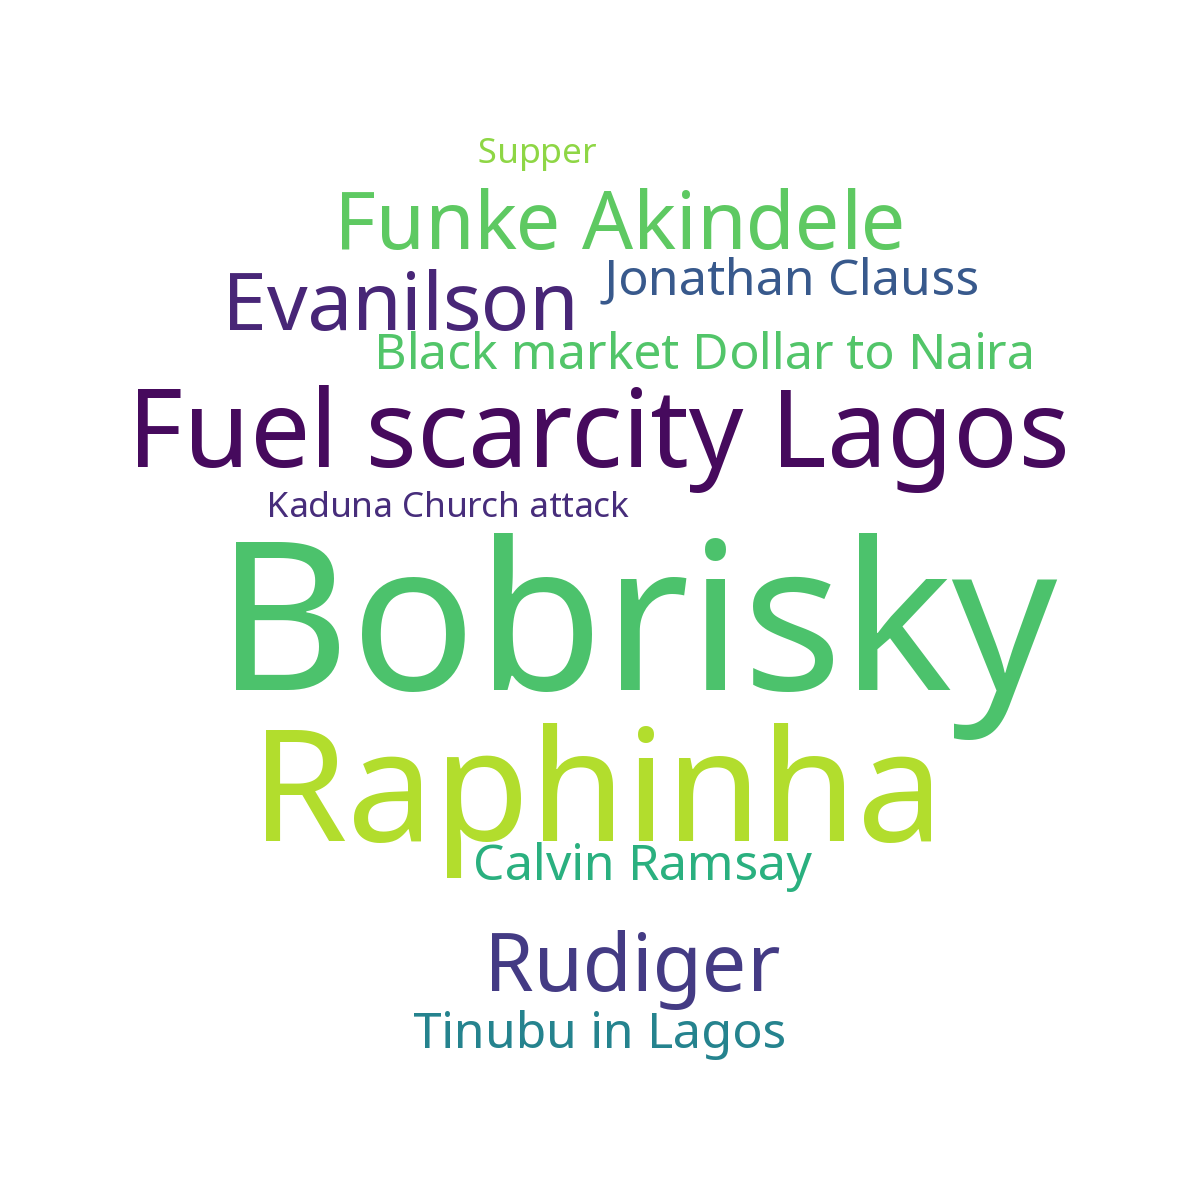 Supper
Funke Akindele
Jonathan Clauss
Evanilson
Black market Dollar to Naira
Fuel scarcity Lagos
Kaduna Church attack
Bobrisky
Raphinha
Calvin Ramsay
Rudiger
Tinubu in Lagos